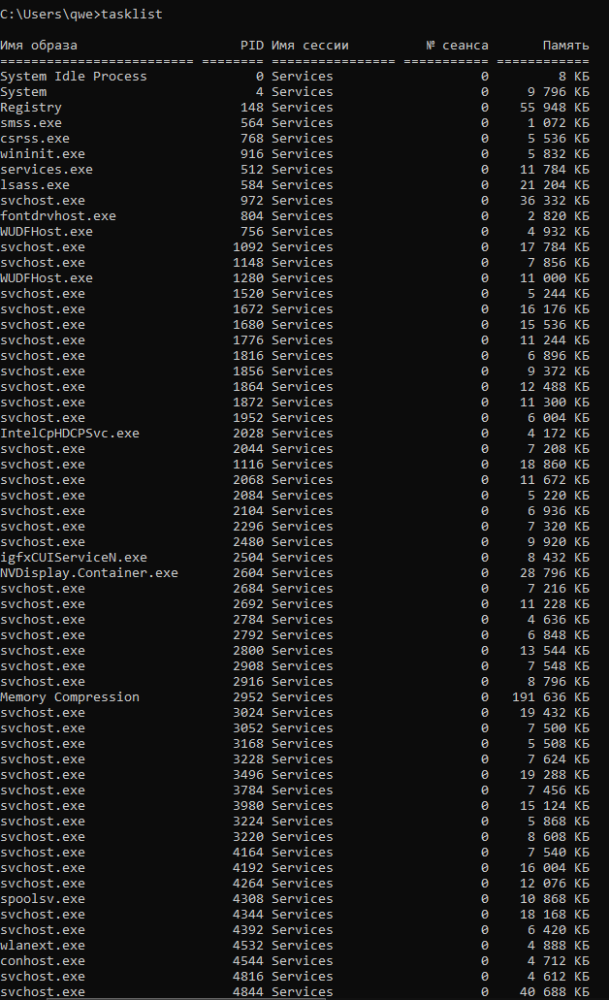 C:\Users\qwe>tasklist
Имя образа                     PID Имя сессии          № сеанса       Память
========================= ======== ================ =========== ============
System Idle Process              0 Services                   0         8 КБ
System                           4 Services                   0     9 796 КБ
Registry                       148 Services                   0    55 948 КБ
smss.exe                       564 Services                   0     1 072 КБ
csrss.exe                      768 Services                   0     5 536 КБ
wininit.exe                    916 Services                   0     5 832 КБ
services.exe                   512 Services                   0    11 784 КБ
lsass.exe                      584 Services                   0    21 204 КБ
svchost.exe                    972 Services                   0    36 332 КБ
fontdrvhost.exe                804 Services                   0     2 820 КБ
WUDFHost.exe                   756 Services                   0     4 932 КБ
svchost.exe                   1092 Services                   0    17 784 КБ
svchost.exe                   1148 Services                   0     7 856 КБ
WUDFHost.exe                  1280 Services                   0    11 000 КБ
svchost.exe                   1520 Services                   0     5 244 КБ
svchost.exe                   1672 Services                   0    16 176 КБ
svchost.exe                   1680 Services                   0    15 536 КБ
svchost.exe                   1776 Services                   0    11 244 КБ
svchost.exe                   1816 Services                   0     6 896 КБ
svchost.exe                   1856 Services                   0     9 372 КБ
svchost.exe                   1864 Services                   0    12 488 КБ
svchost.exe                   1872 Services                   0    11 300 КБ
svchost.exe                   1952 Services                   0     6 004 КБ
IntelCpHDCPSvc.exe            2028 Services                   0     4 172 КБ
svchost.exe                   2044 Services                   0     7 208 КБ
svchost.exe                   1116 Services                   0    18 860 КБ
svchost.exe                   2068 Services                   0    11 672 КБ
svchost.exe                   2084 Services                   0     5 220 КБ
svchost.exe                   2104 Services                   0     6 936 КБ
svchost.exe                   2296 Services                   0     7 320 КБ
svchost.exe                   2480 Services                   0     9 920 КБ
igfxCUIServiceN.exe           2504 Services                   0     8 432 КБ
NVDisplay.Container.exe       2604 Services                   0    28 796 КБ
svchost.exe                   2684 Services                   0     7 216 КБ
svchost.exe                   2692 Services                   0    11 228 КБ
svchost.exe                   2784 Services                   0     4 636 КБ
svchost.exe                   2792 Services                   0     6 848 КБ
svchost.exe                   2800 Services                   0    13 544 КБ
svchost.exe                   2908 Services                   0     7 548 КБ
svchost.exe                   2916 Services                   0     8 796 КБ
Memory Compression            2952 Services                   0   191 636 КБ
svchost.exe                   3024 Services                   0    19 432 КБ
svchost.exe                   3052 Services                   0     7 500 КБ
svchost.exe                   3168 Services                   0     5 508 КБ
svchost.exe                   3228 Services                   0     7 624 КБ
svchost.exe                   3496 Services                   0    19 288 КБ
svchost.exe                   3784 Services                   0     7 456 КБ
svchost.exe                   3980 Services                   0    15 124 КБ
svchost.exe                   3224 Services                   0     5 868 КБ
svchost.exe                   3220 Services                   0     8 608 КБ
svchost.exe                   4164 Services                   0     7 540 КБ
svchost.exe                   4192 Services                   0    16 004 КБ
svchost.exe                   4264 Services                   0    12 076 КБ
spoolsv.exe                   4308 Services                   0    10 868 КБ
svchost.exe                   4344 Services                   0    18 168 КБ
svchost.exe                   4392 Services                   0     6 420 КБ
wlanext.exe                   4532 Services                   0     4 888 КБ
conhost.exe                   4544 Services                   0     4 712 КБ
svchost.exe                   4816 Services                   0     4 612 КБ
svchost.exe                   4844 Services                   0    40 688 КБ